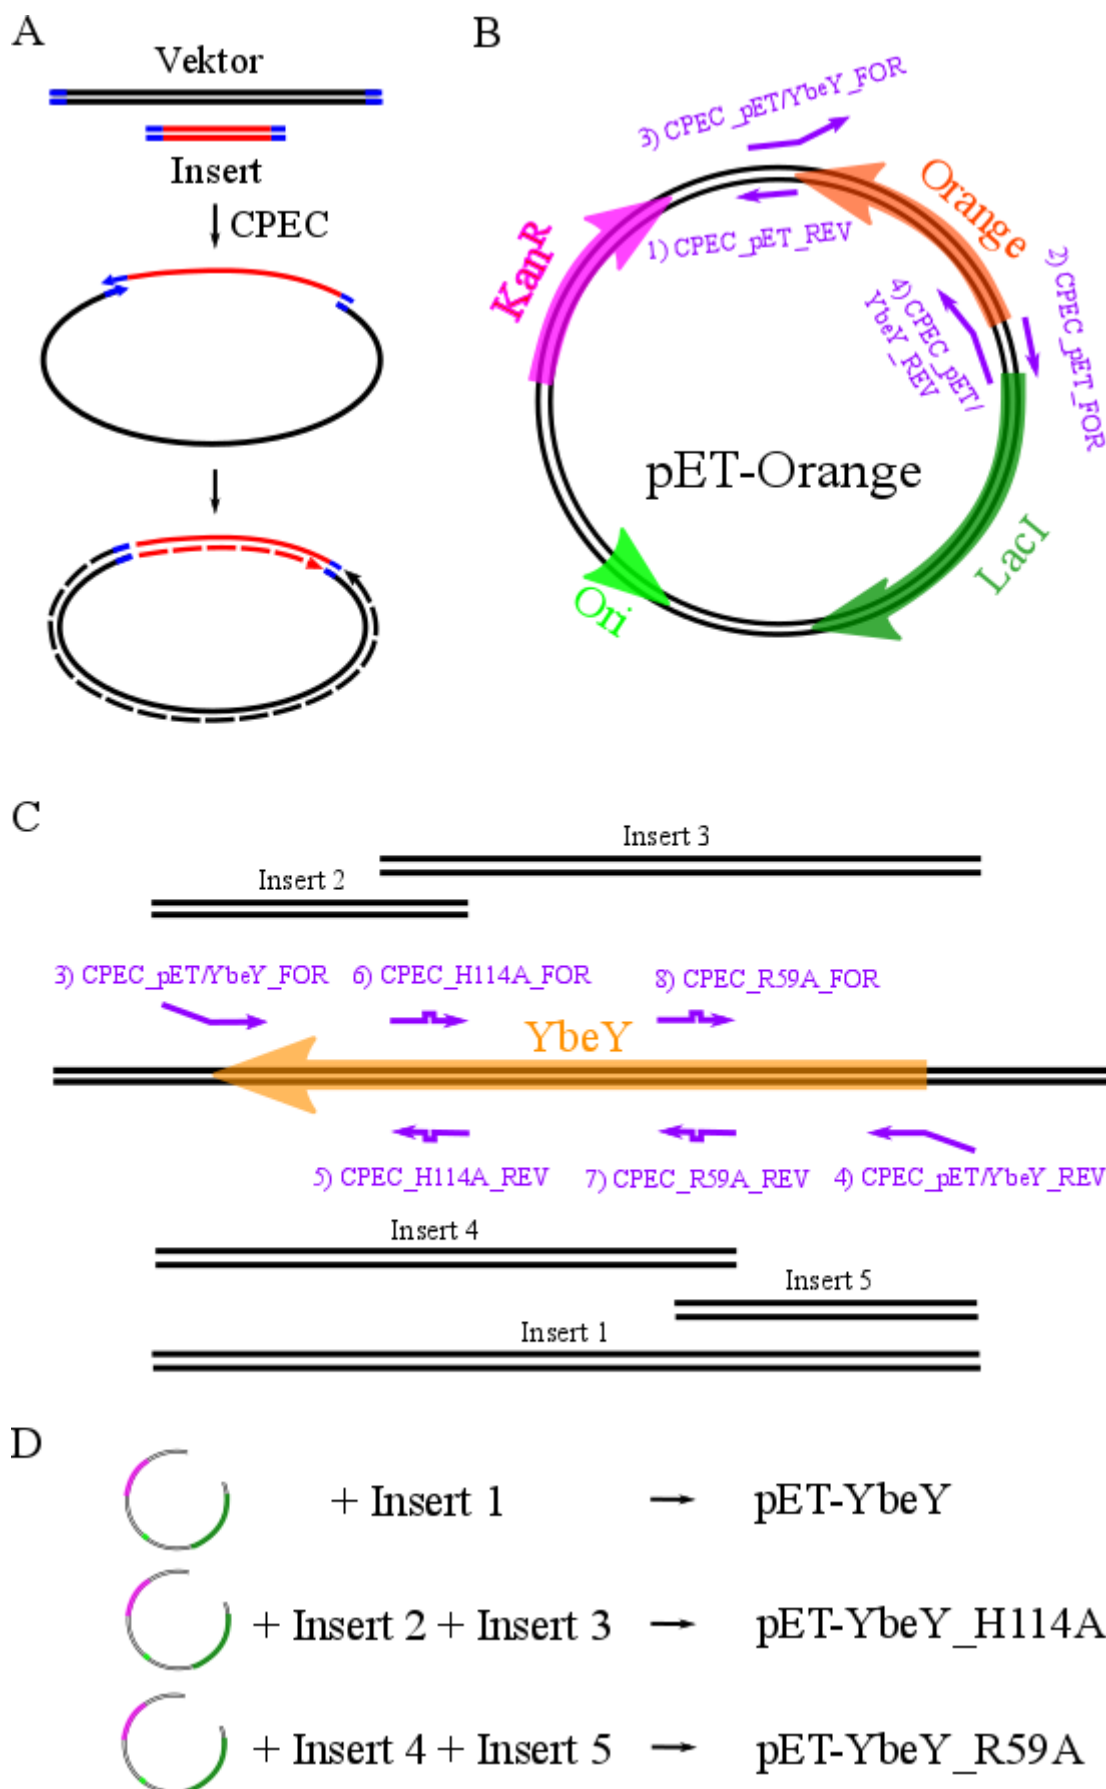 A
Vektor
Insert
CPEC
B
3) CPEC_pET/YbeY_FOR
Orange
1) CPEC_pET_REV
Kan^R
2) CPEC_pET_FOR
4) CPEC_pET/
YbeY_REV
pET-Orange
LacI
Ori
C
Insert 3
Insert 2
3) CPEC_pET/YbeY_FOR
6) CPEC_H114A_FOR
8) CPEC_R59A_FOR
YbeY
5) CPEC_H114A_REV
7) CPEC_R59A_REV
4) CPEC_pET/YbeY_REV
Insert 4
Insert 5
Insert 1
D
+ Insert 1 pET-YbeY
+ Insert 2 + Insert 3 pET-YbeY_H114A
+ Insert 4 + Insert 5 pET-YbeY_R59A